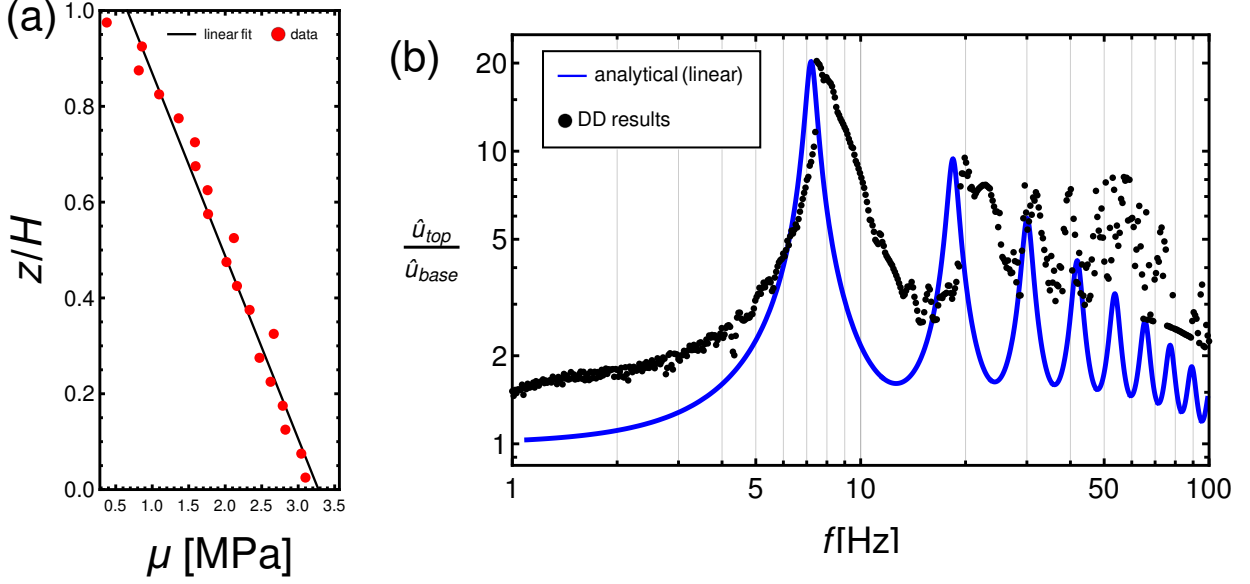 (a)
linear fit
data
1.0
0.8
0.6
0.4
0.2
0.0
z/H
0.5 1.0 1.5 2.0 2.5 3.0 3.5
μ [MPa]
(b)
analytical (linear)
DD results
20
10
5
2
1
û_top
û_base
1 5 10 50 100
f[Hz]